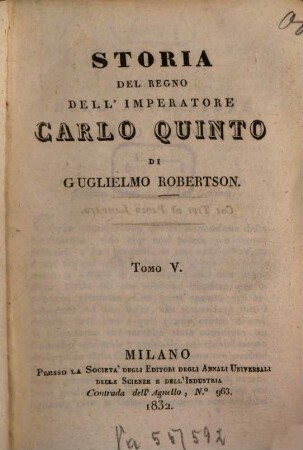 STORIA
DEL REGNO
DELL' IMPERATORE
CARLO QUINTO
DI
GUGLIELMO ROBERTSON.
TOMO V.
MILANO
PRESSO LA SOCIETA' DEGLI EDITORI DEGLI ANNALI UNIVERSALI
DELLE SCIENZE E DELL'INDUSTRIA
Contrada dell'Agnello, N.° 963.
1832.